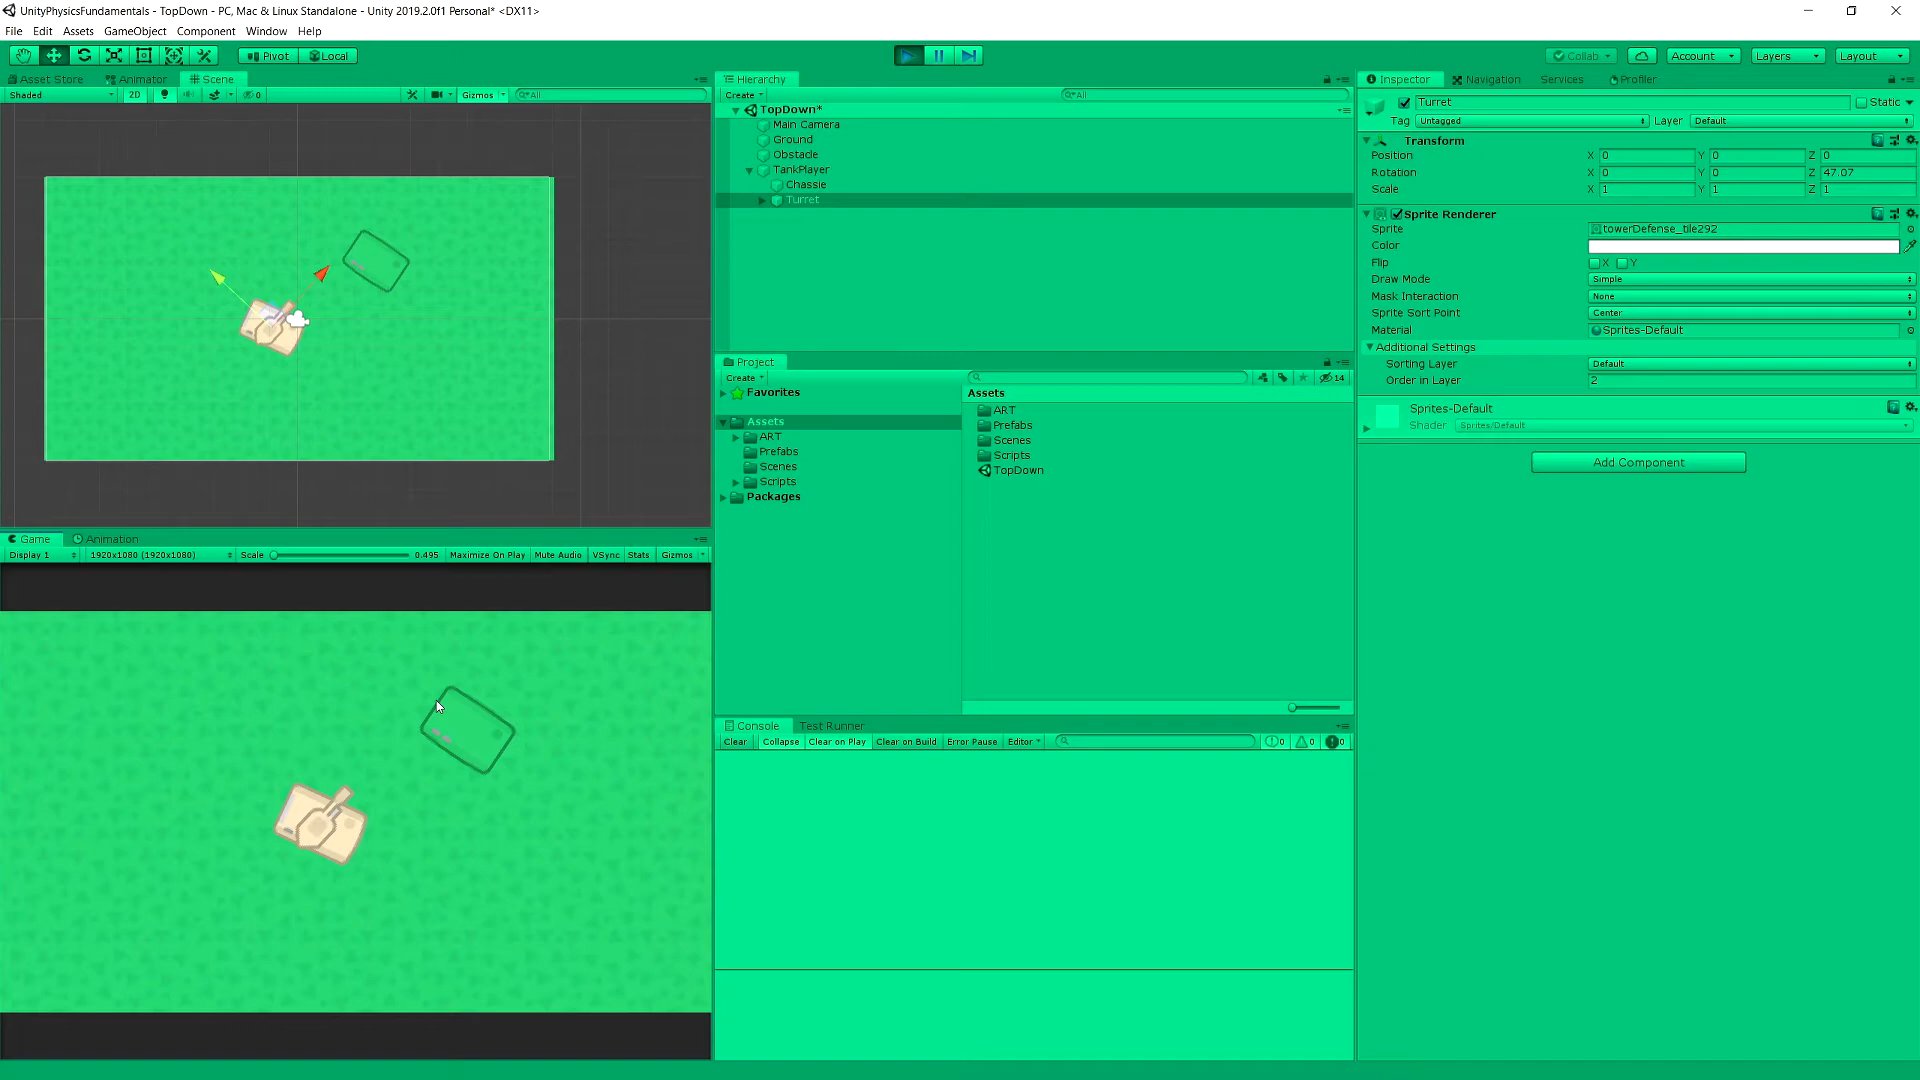 UnityPhysicsFundamentals - TopDown - PC, Mac & Linux Standalone - Unity 2019.2.0f1 Personal* <DX11>
File Edit Assets GameObject Component Window Help
Pivot Local Collab Account Layers Layout
Asset Store Animator Scene
Shaded 2D 0 Gizmos All
Hierarchy
Create All
TopDown*
Main Camera
Ground
Obstacle
TankPlayer
Chassie
Turret
Project
Create 14
Favorites
Assets
ART
Prefabs
Scenes
Scripts
Packages
Assets
ART
Prefabs
Scenes
Scripts
TopDown
Console Test Runner
Clear Collapse Clear on Play Clear on Build Error Pause Editor 0 0 0
Game Animation
Display 1 1920x1080 (1920x1080) Scale 0.495 Maximize On Play Mute Audio VSync Stats Gizmos
Inspector Navigation Services Profiler
Turret Static
Tag Untagged Layer Default
Transform
Position X 0 Y 0 Z 0
Rotation X 0 Y 0 Z 47.07
Scale X 1 Y 1 Z 1
Sprite Renderer
Sprite towerDefense_tile292
Color
Flip X Y
Draw Mode Simple
Mask Interaction None
Sprite Sort Point Center
Material Sprites-Default
Additional Settings
Sorting Layer Default
Order in Layer 2
Sprites-Default
Shader Sprites/Default
Add Component